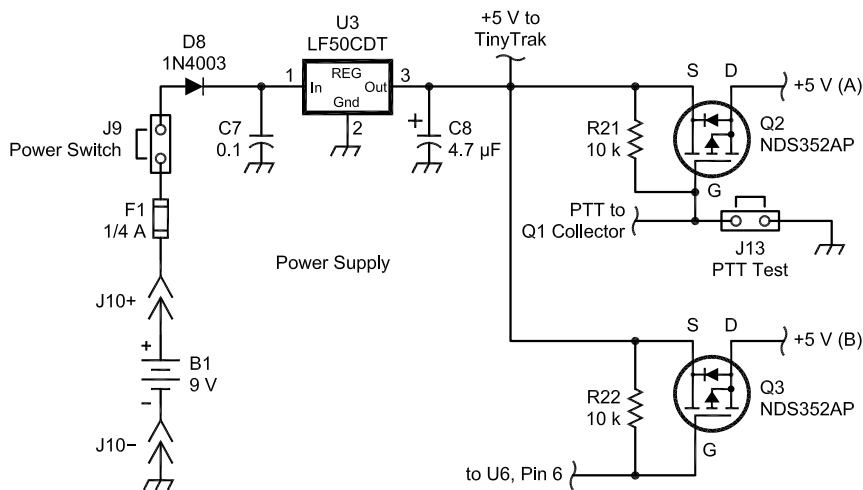 +5 V to
TinyTrak
U3
LF50CDT
D8
1N4003
1
REG
In
Out
Gnd
3
2
S
D
+5 V (A)
J9
Power Switch
C7
0.1
+
C8
4.7 µF
R21
10 k
Q2
NDS352AP
G
F1
1/4 A
PTT to
Q1 Collector
J13
PTT Test
Power Supply
J10+
S
D
+5 V (B)
+
B1
9 V
−
R22
10 k
Q3
NDS352AP
G
J10−
to U6, Pin 6